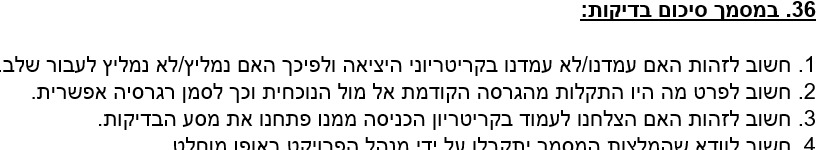 36. במסמך סיכום בדיקות:
1. חשוב לזהות האם עמדנו/לא עמדנו בקריטריוני היציאה ולפיכך האם נמליץ/לא נמליץ לעבור שלב.
2. חשוב לפרט מה היו התקלות מהגרסה הקודמת אל מול הנוכחית וכך לסמן רגרסיה אפשרית.
3. חשוב לזהות האם הצלחנו לעמוד בקריטריון הכניסה ממנו פתחנו את מסע הבדיקות.
4. חשוב לוודא שהמלצות המסמך יתקבלו על ידי מנהל הפרויקט באופן מוחלט